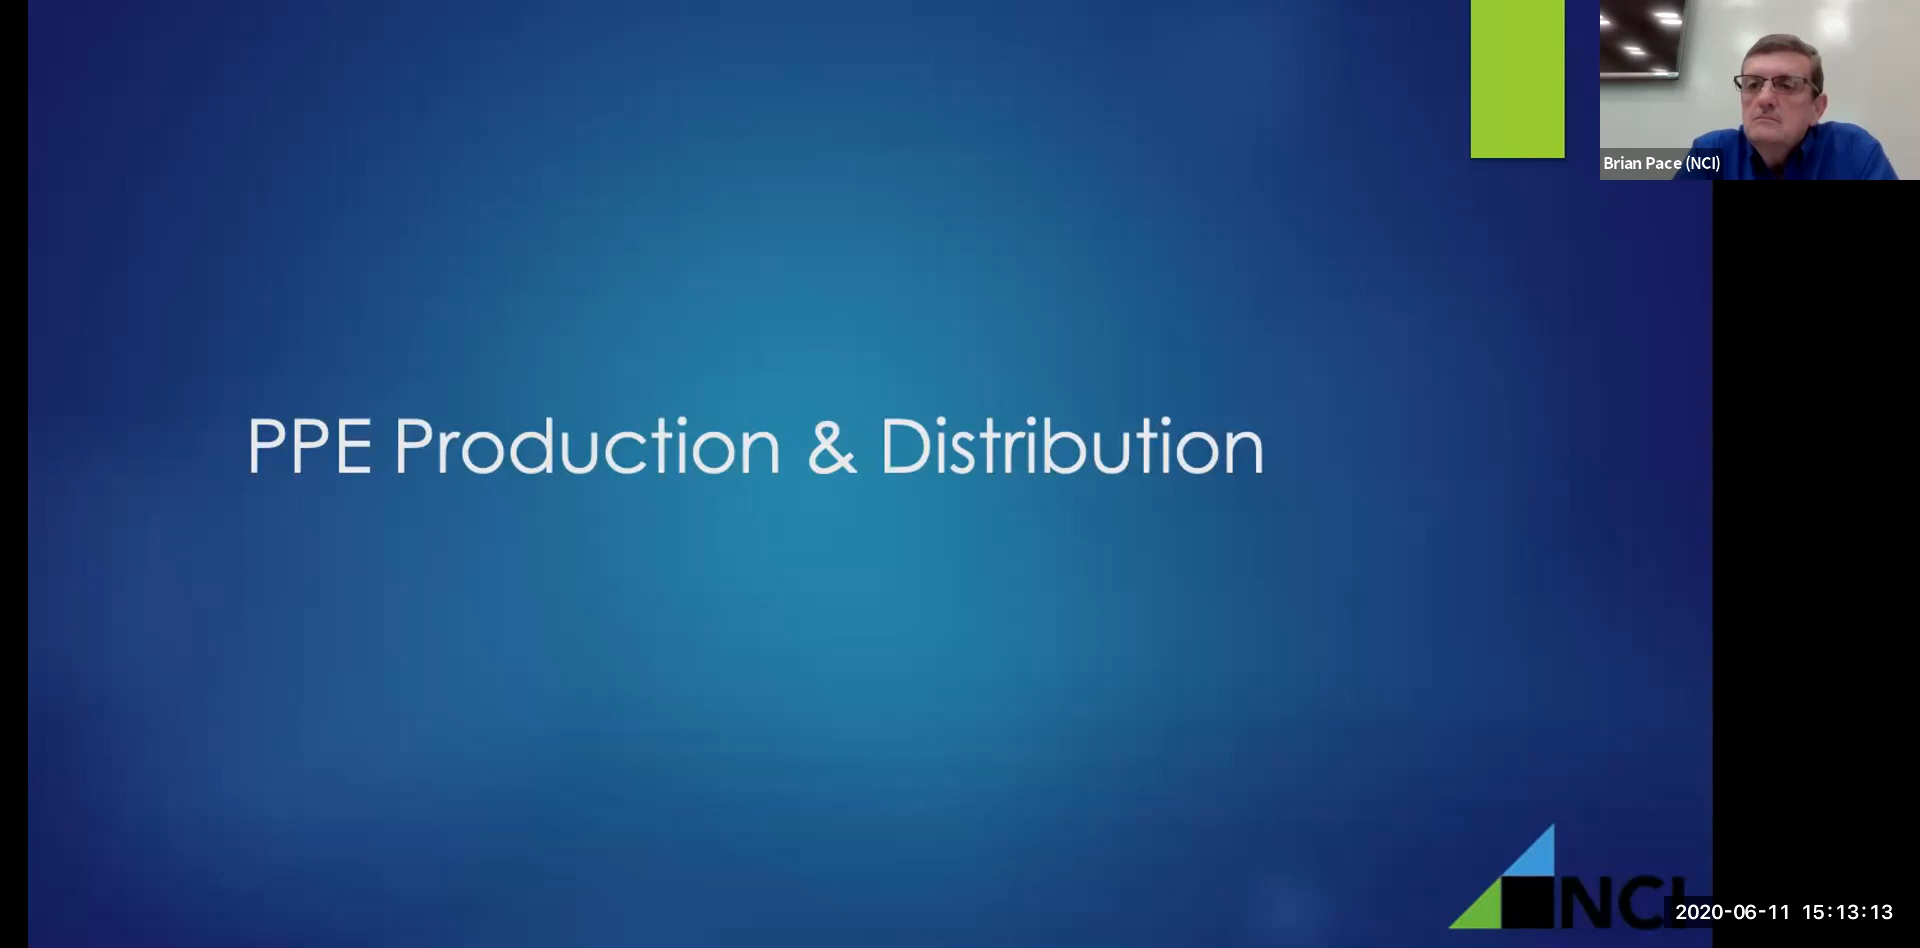 Brian Pace (NCI)
PPE Production & Distribution
NCI
2020-06-11 15:13:13